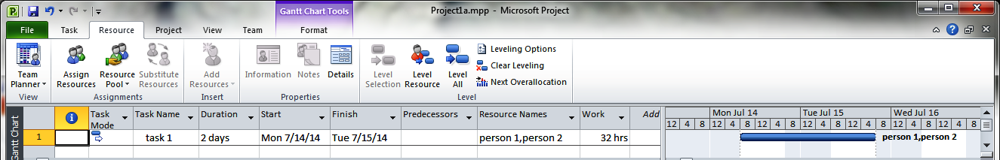 Gantt Chart Tools
Project1a.mpp - Microsoft Project
File Task Resource Project View Team Format
Team Planner
Assign Resources
Resource Pool
Substitute Resources
Add Resources
Information
Notes
Details
Level Selection
Level Resource
Level All
Leveling Options
Clear Leveling
Next Overallocation
View Assignments Insert Properties Level
Gantt Chart
Task Mode
Task Name
Duration
Start
Finish
Predecessors
Resource Names
Work
Add
Mon Jul 14 Tue Jul 15 Wed Jul 16
12 4 8 12 4 8 12 4 8 12 4 8 12 4 8 12 4 8 12 4 8
1 task 1 2 days Mon 7/14/14 Tue 7/15/14 person 1,person 2 32 hrs
person 1,person 2